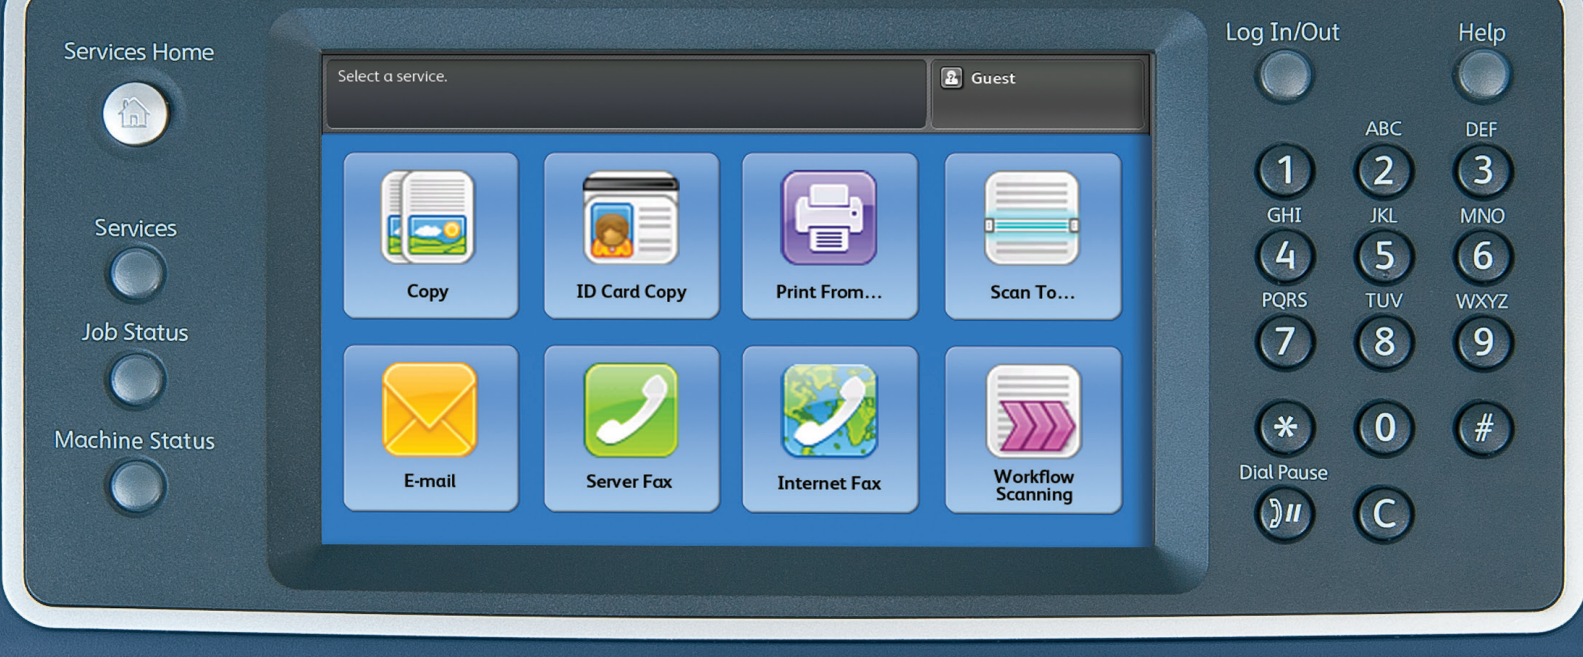 Services Home
Services
Job Status
Machine Status
Select a service.
Guest
Copy
ID Card Copy
Print From...
Scan To...
E-mail
Server Fax
Internet Fax
Workflow
Scanning
Log In/Out
Help
ABC
DEF
1
2
3
GHI
JKL
MNO
4
5
6
PQRS
TUV
WXYZ
7
8
9
*
0
#
Dial Pause
C